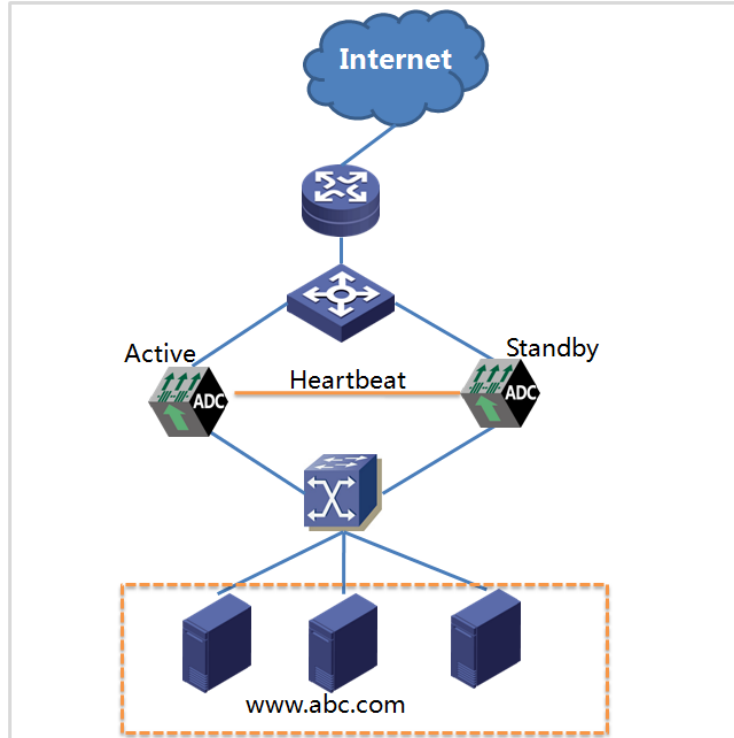 Internet
Active
Standby
Heartbeat
ADC
ADC
www.abc.com